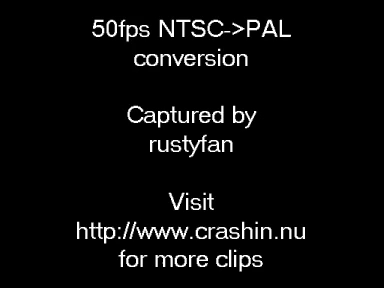 50fps NTSC->PAL
conversion
Captured by
rustyfan
Visit
http://www.crashin.nu
for more clips